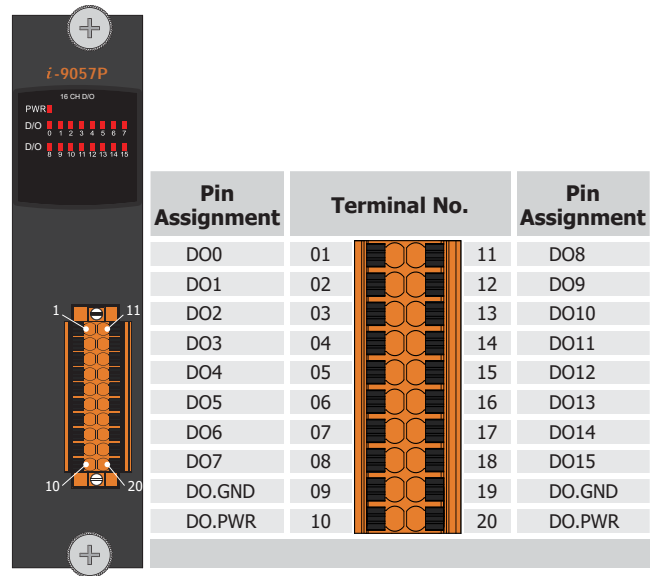 i-9057P
16 CH D/O
PWR
D/O
0 1 2 3 4 5 6 7
D/O
8 9 10 11 12 13 14 15
1 11
10 20
Pin Assignment Terminal No. Pin Assignment
DO0 01 11 DO8
DO1 02 12 DO9
DO2 03 13 DO10
DO3 04 14 DO11
DO4 05 15 DO12
DO5 06 16 DO13
DO6 07 17 DO14
DO7 08 18 DO15
DO.GND 09 19 DO.GND
DO.PWR 10 20 DO.PWR